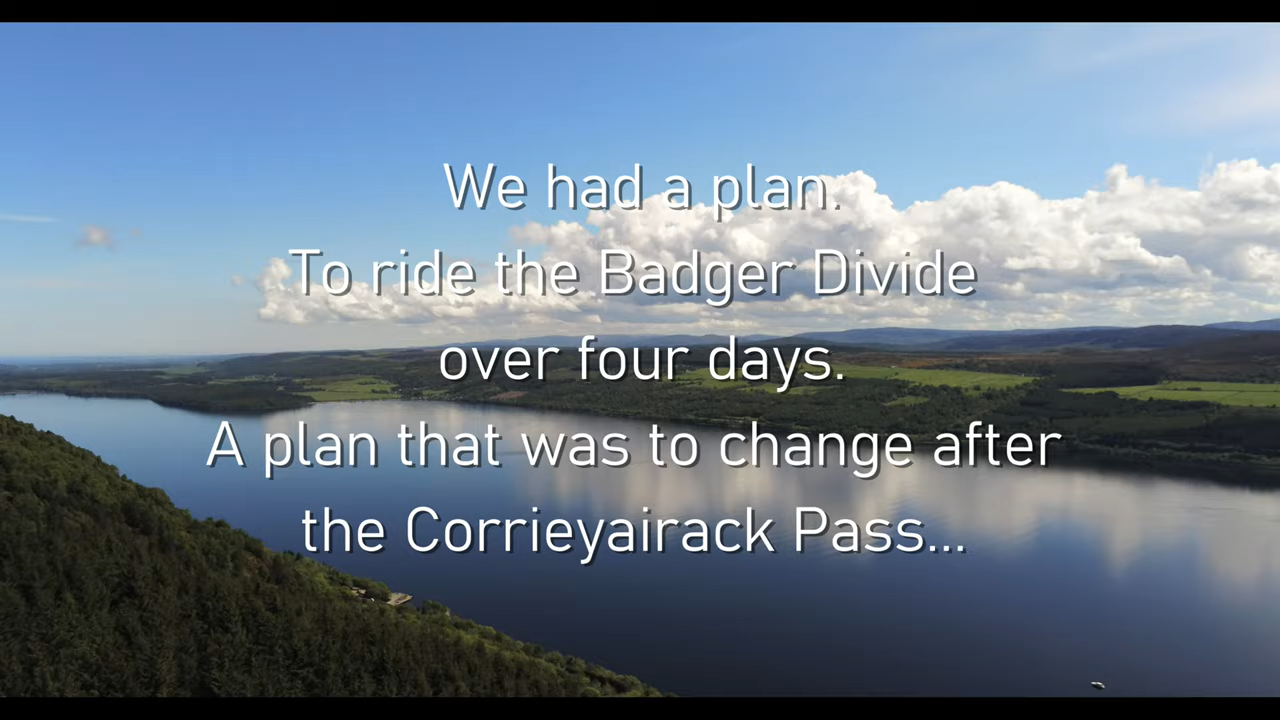 We had a plan.
To ride the Badger Divide
over four days.
A plan that was to change after
the Corrieyairack Pass...